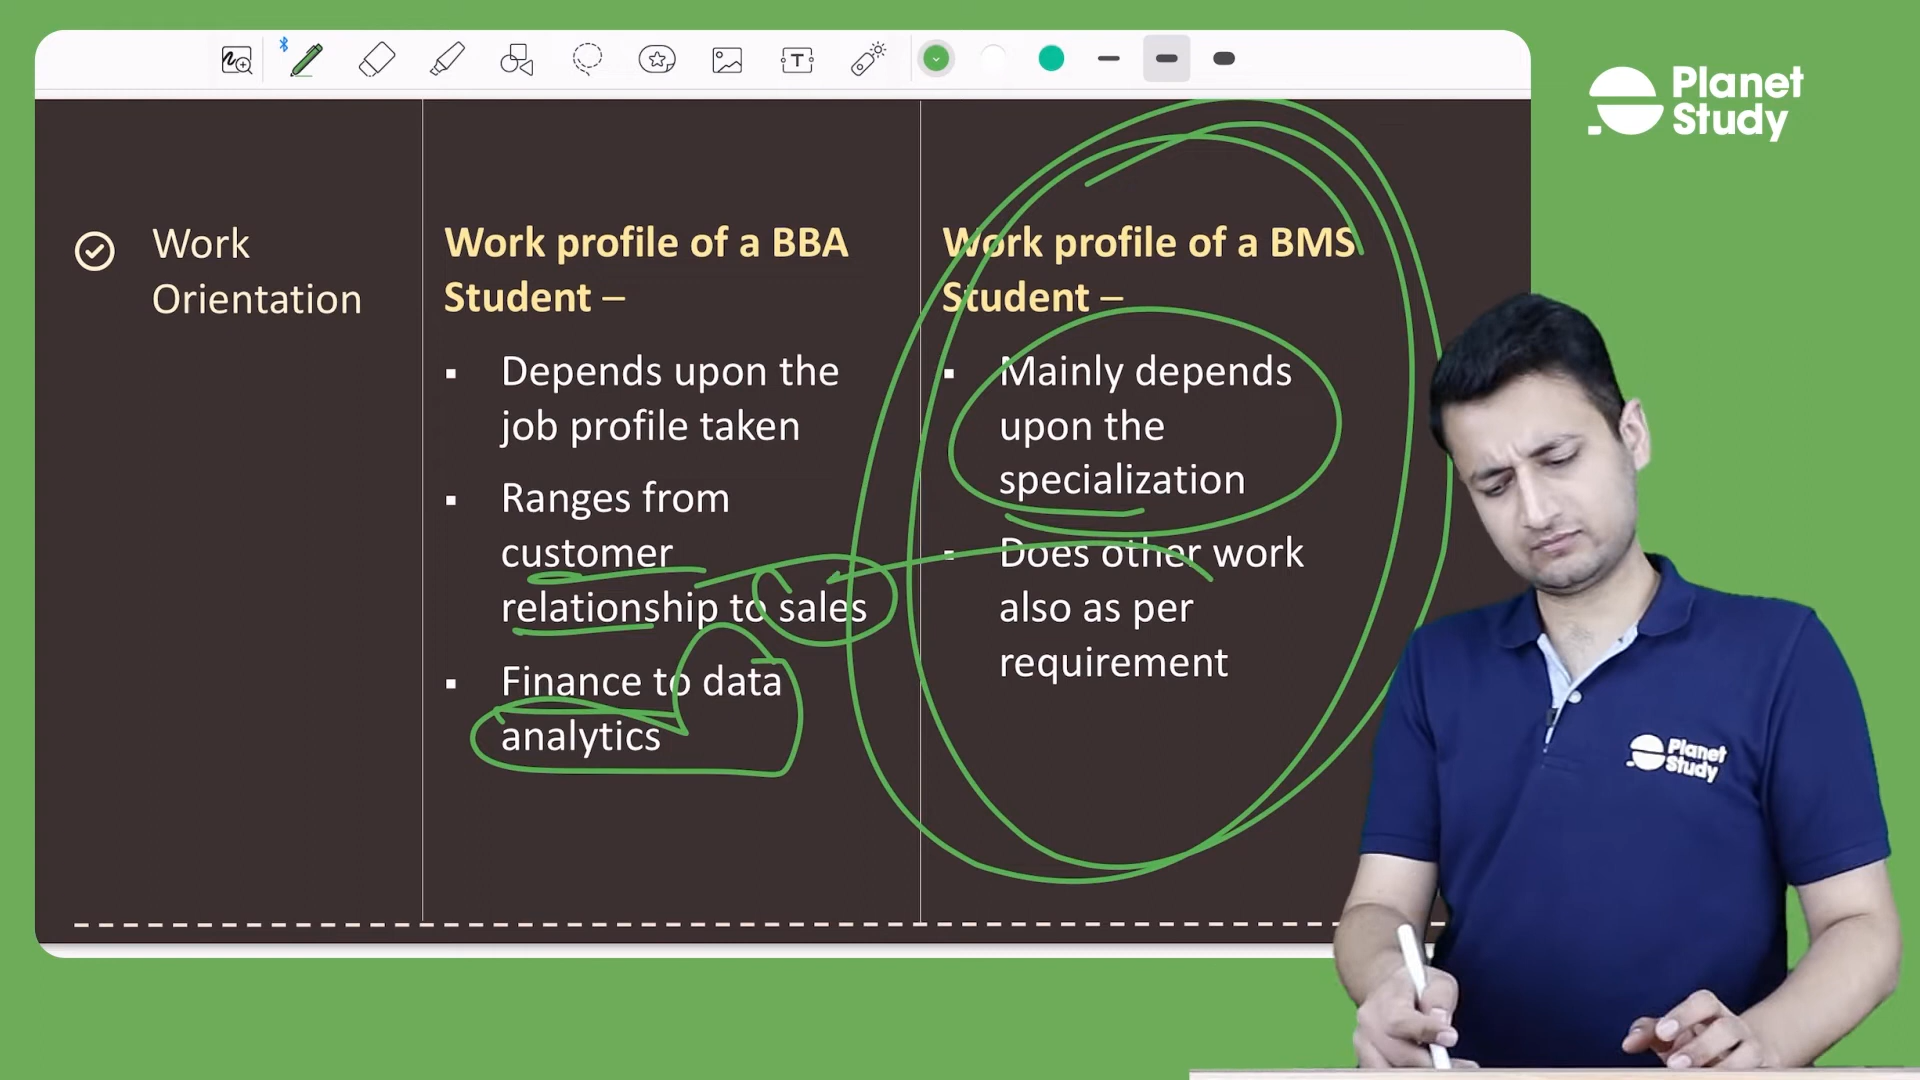 Planet
Study
Work
Orientation
Work profile of a BBA
Student –
▪ Depends upon the
job profile taken
▪ Ranges from
customer
relationship to sales
▪ Finance to data
analytics
Work profile of a BMS
Student –
▪ Mainly depends
upon the
specialization
▪ Does other work
also as per
requirement
Planet
Study
T